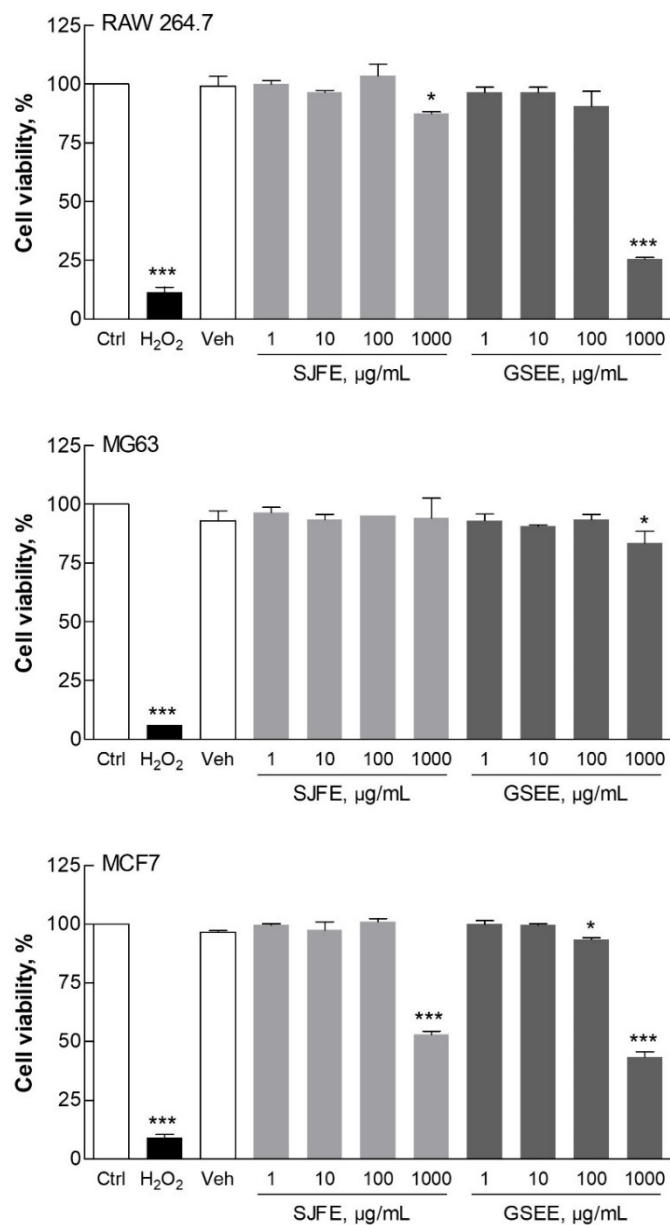 RAW 264.7
125
100
75
50
25
0
Cell viability, %
***
*
***
Ctrl H₂O₂ Veh 1 10 100 1000 1 10 100 1000
SJFE, µg/mL GSEE, µg/mL
MG63
125
100
75
50
25
0
Cell viability, %
***
*
Ctrl H₂O₂ Veh 1 10 100 1000 1 10 100 1000
SJFE, µg/mL GSEE, µg/mL
MCF7
125
100
75
50
25
0
Cell viability, %
***
***
*
***
Ctrl H₂O₂ Veh 1 10 100 1000 1 10 100 1000
SJFE, µg/mL GSEE, µg/mL